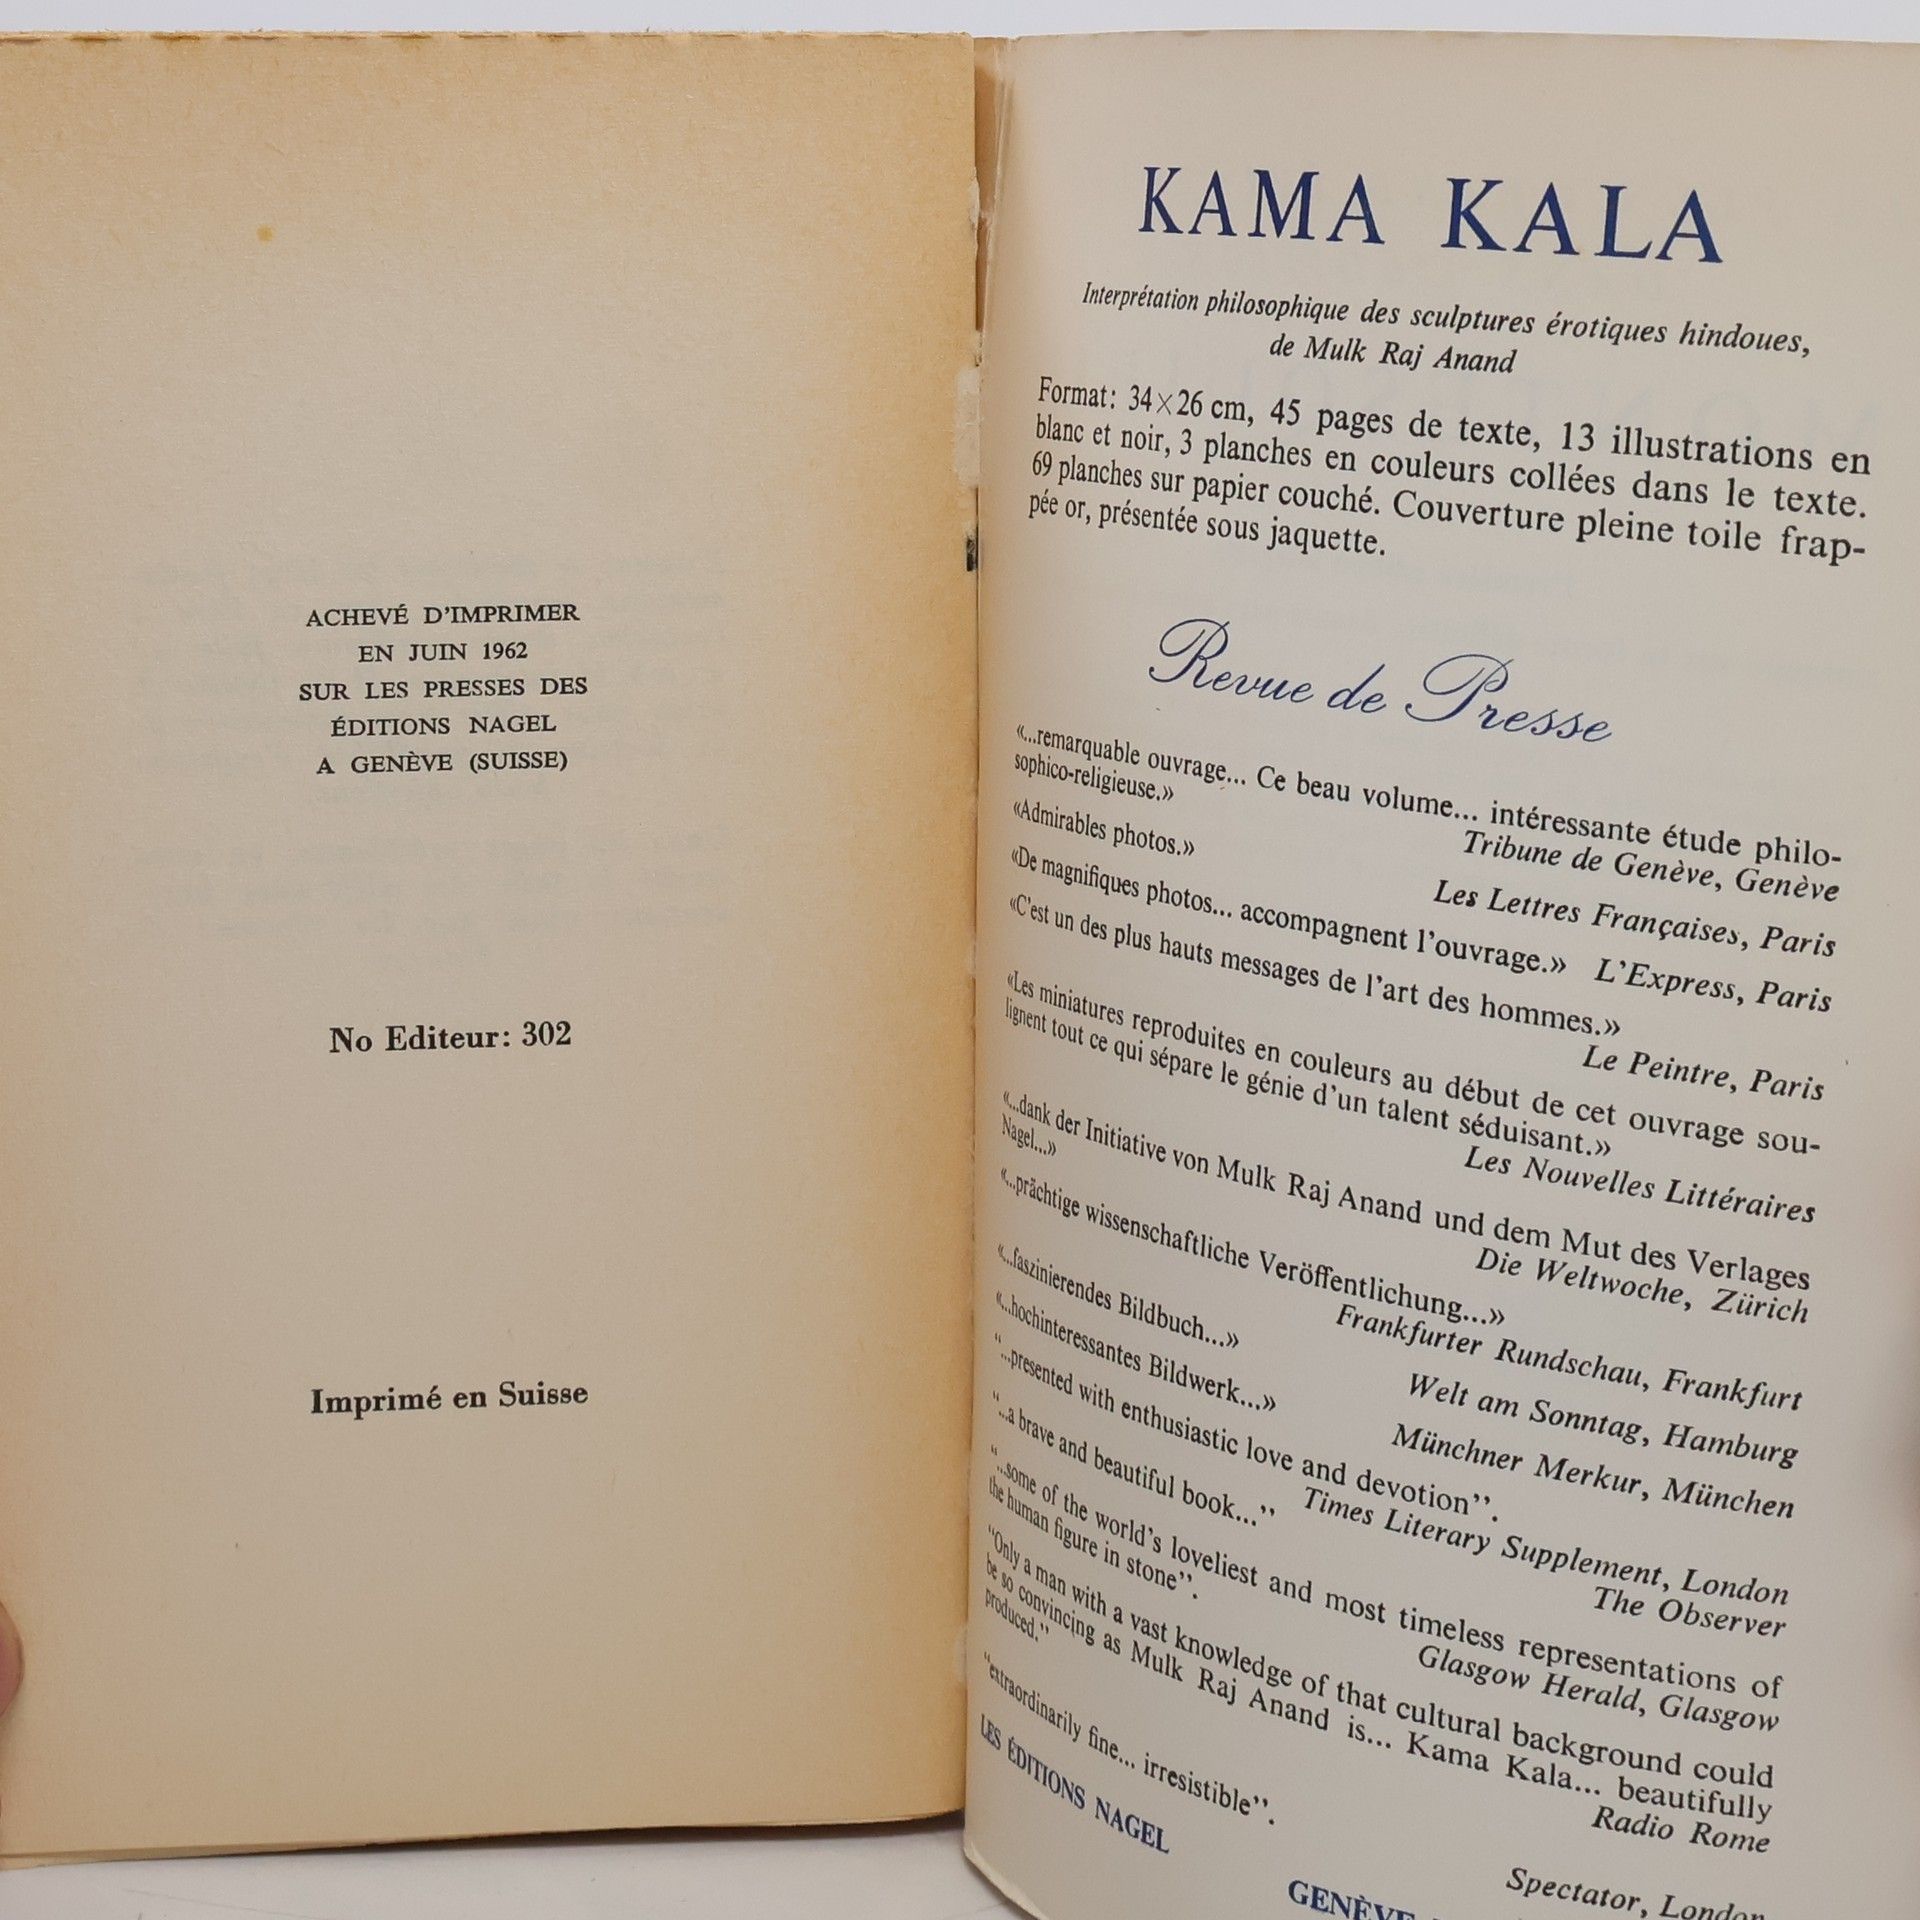 ACHEVÉ D'IMPRIMER
EN JUIN 1962
SUR LES PRESSES DES
ÉDITIONS NAGEL
A GENÈVE (SUISSE)
No Editeur: 302
Imprimé en Suisse
KAMA KALA
Interprétation philosophique des sculptures érotiques hindoues,
de Mulk Raj Anand
Format: 34×26 cm, 45 pages de texte, 13 illustrations en
blanc et noir, 3 planches en couleurs collées dans le texte.
69 planches sur papier couché. Couverture pleine toile frap-
pée or, présentée sous jaquette.
Revue de Presse
«...remarquable ouvrage... Ce beau volume... intéressante étude philo-
sophico-religieuse.»
Tribune de Genève, Genève
«Admirables photos.»
Les Lettres Françaises, Paris
«De magnifiques photos... accompagnent l'ouvrage.» L'Express, Paris
«C'est un des plus hauts messages de l'art des hommes.»
Le Peintre, Paris
«Les miniatures reproduites en couleurs au début de cet ouvrage sou-
lignent tout ce qui sépare le génie d'un talent séduisant.»
Les Nouvelles Littéraires
«...dank der Initiative von Mulk Raj Anand und dem Mut des Verlages
Nagel...»
Die Weltwoche, Zürich
«...prächtige wissenschaftliche Veröffentlichung...»
Frankfurter Rundschau, Frankfurt
«...faszinierendes Bildbuch...»
Welt am Sonntag, Hamburg
«...hochinteressantes Bildwerk...»
Münchner Merkur, München
"...presented with enthusiastic love and devotion".
Times Literary Supplement, London
"...a brave and beautiful book..."
The Observer
"...some of the world's loveliest and most timeless representations of
the human figure in stone".
Glasgow Herald, Glasgow
"Only a man with a vast knowledge of that cultural background could
be so convincing as Mulk Raj Anand is... Kama Kala... beautifully
produced."
Radio Rome
"extraordinarily fine... irresistible".
Spectator, London
LES ÉDITIONS NAGEL
GENÈVE